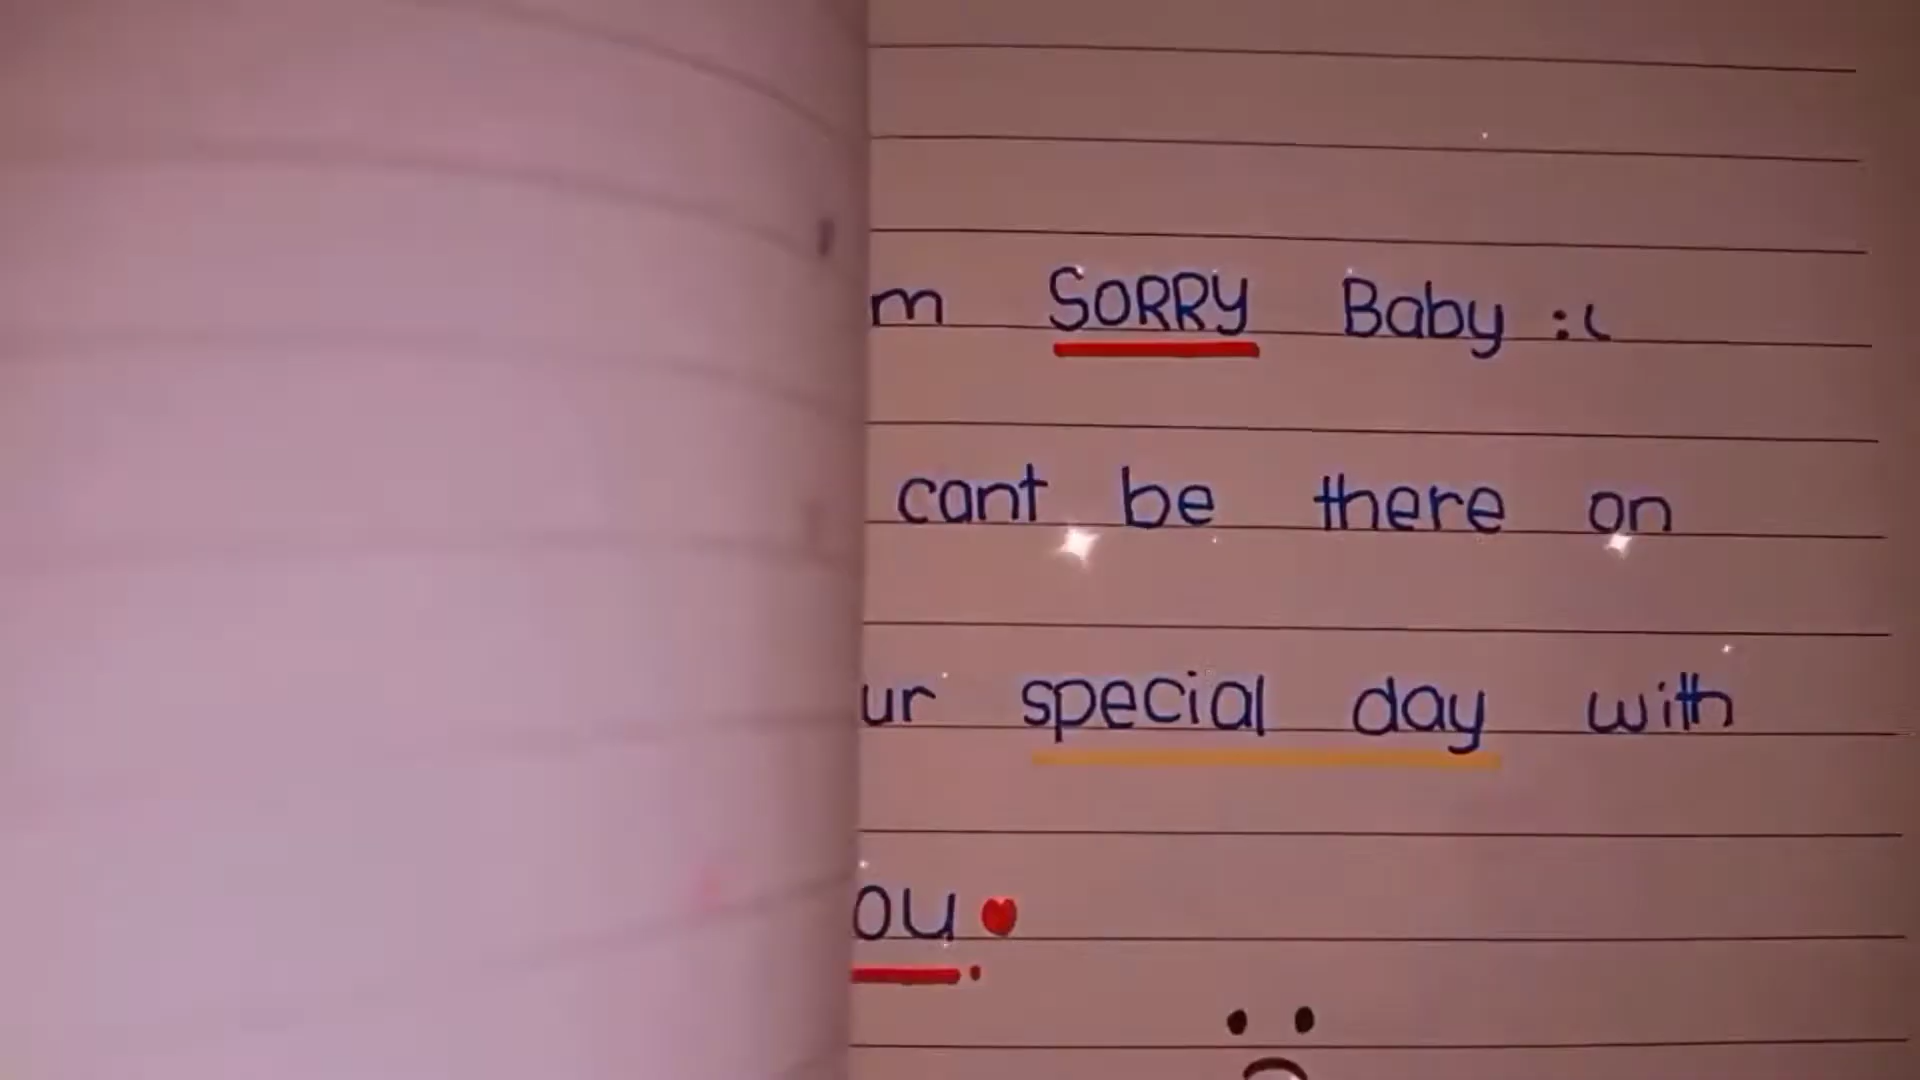 m SORRY Baby :(
cant be there on
ur special day with
ou